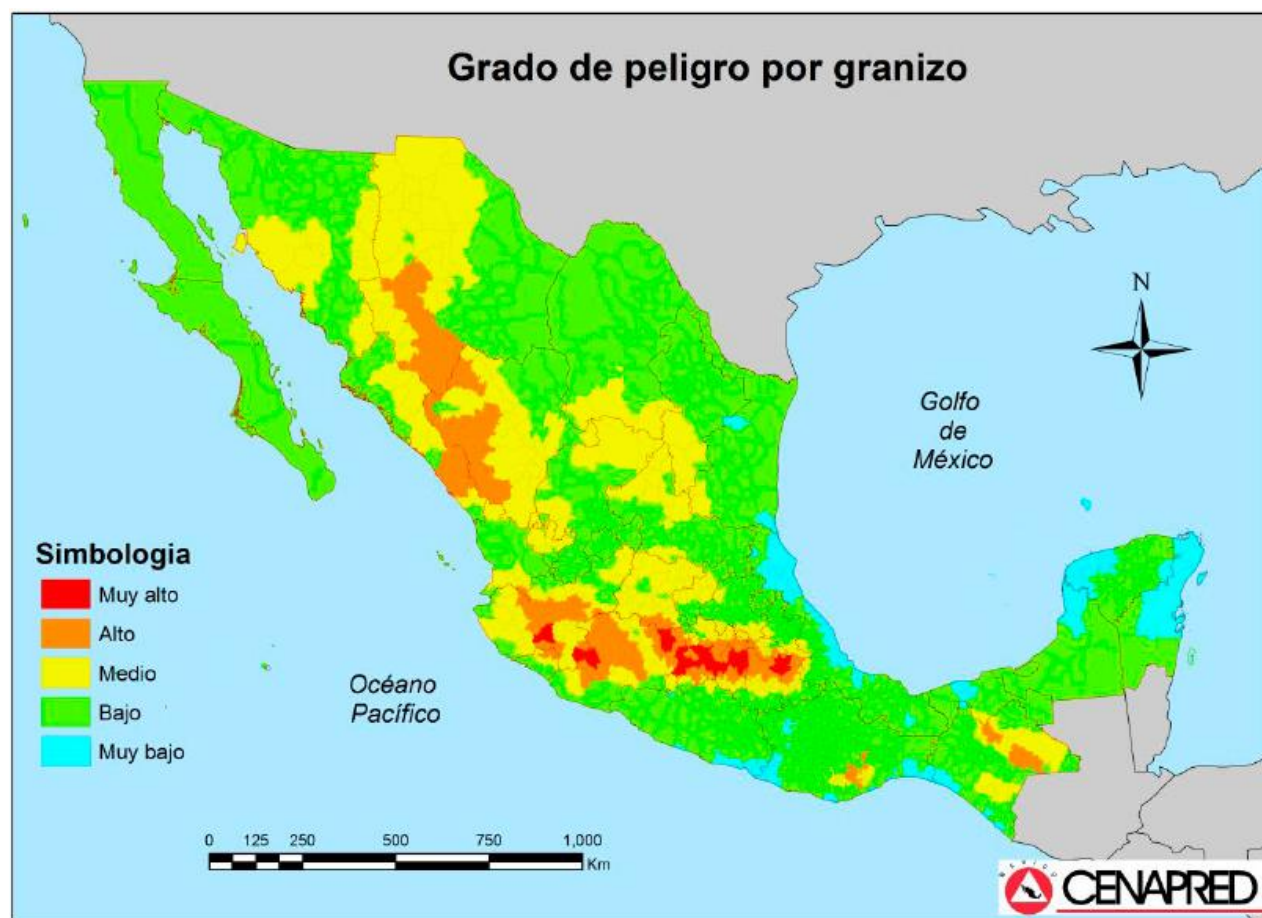 Grado de peligro por granizo
N
Golfo
de
México
Simbologia
Muy alto
Alto
Medio
Bajo
Muy bajo
Océano
Pacífico
0 125 250 500 750 1,000
Km
MÉXICO
CENAPRED